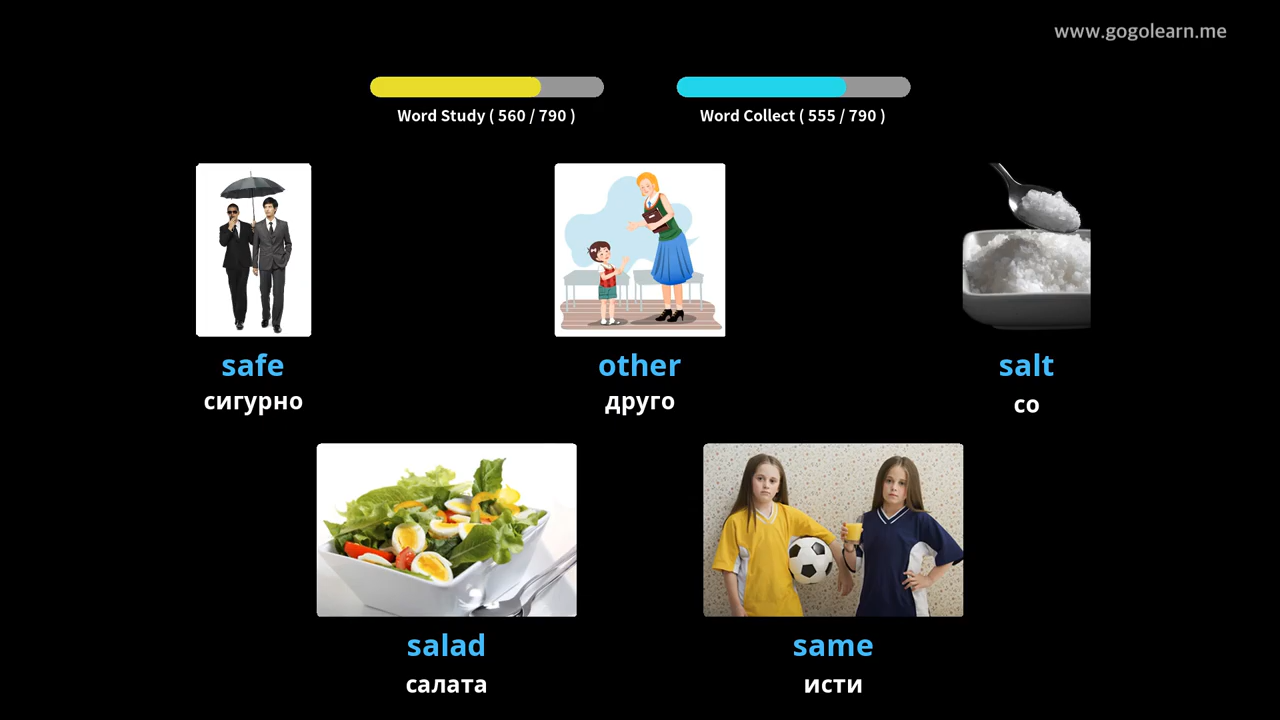 www.gogolearn.me
Word Study ( 560 / 790 )
Word Collect ( 555 / 790 )
safe
сигурно
other
друго
salt
со
salad
салата
same
исти